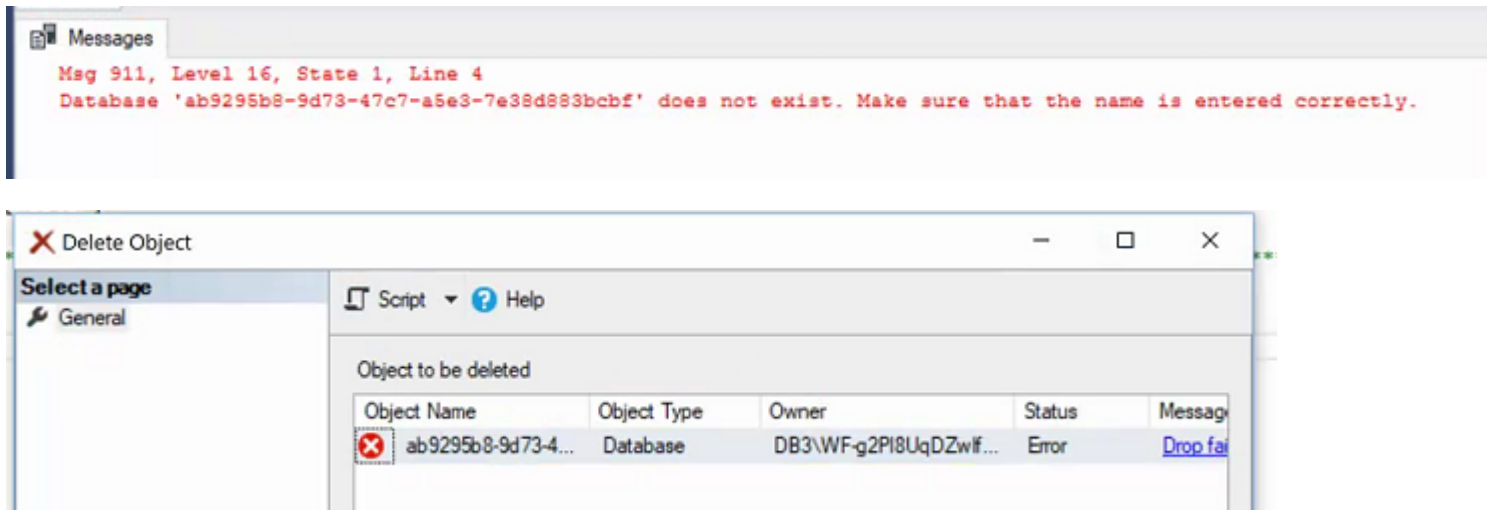 Messages
Msg 911, Level 16, State 1, Line 4
Database 'ab9295b8-9d73-47c7-a5e3-7e38d883bcbf' does not exist. Make sure that the name is entered correctly.
Delete Object
Select a page
Script Help
General
Object to be deleted
Object Name Object Type Owner Status Messag
ab9295b8-9d73-4... Database DB3\WF-g2PI8UqDZwIf... Error Drop fai